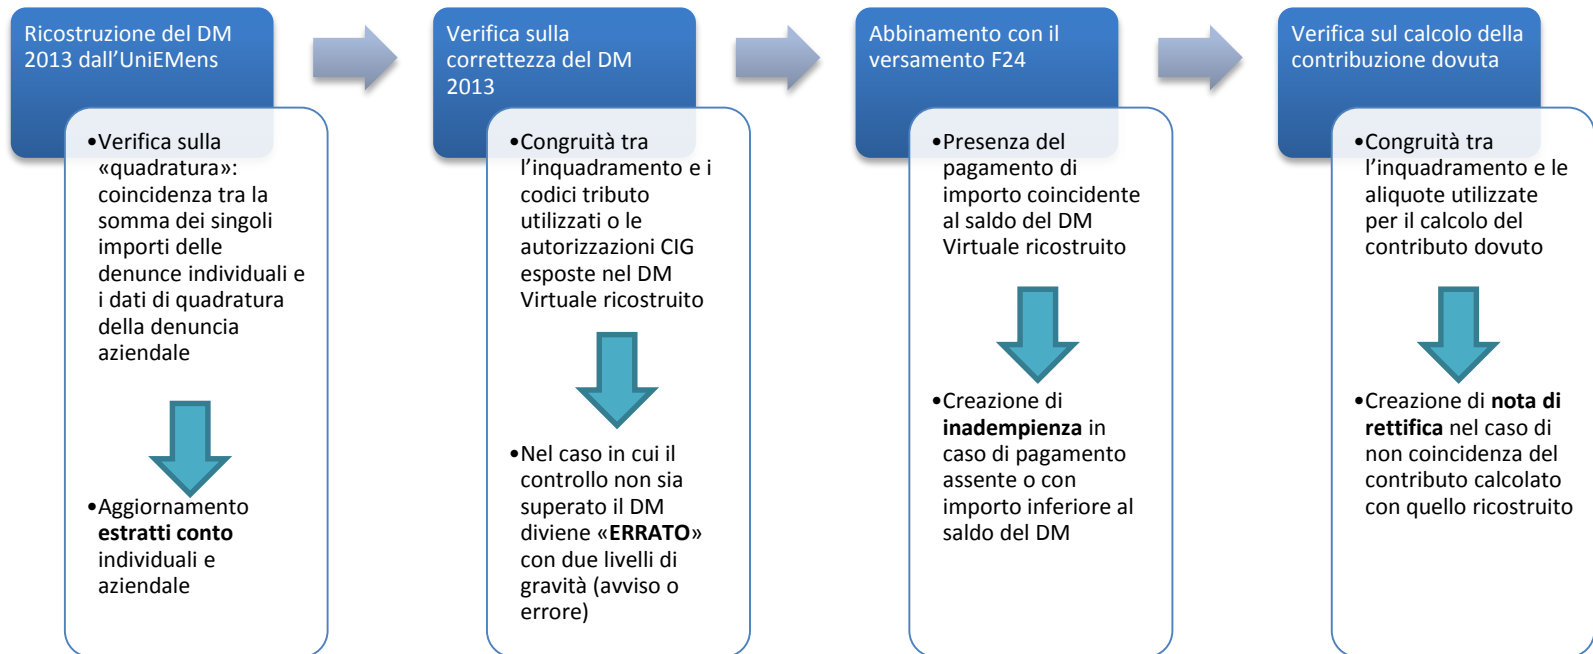 Ricostruzione del DM
2013 dall’UniEMens
•Verifica sulla
«quadratura»:
coincidenza tra la
somma dei singoli
importi delle
denunce individuali e
i dati di quadratura
della denuncia
aziendale
•Aggiornamento
estratti conto
individuali e
aziendale
Verifica sulla
correttezza del DM
2013
•Congruità tra
l’inquadramento e i
codici tributo
utilizzati o le
autorizzazioni CIG
esposte nel DM
Virtuale ricostruito
•Nel caso in cui il
controllo non sia
superato il DM
diviene «ERRATO»
con due livelli di
gravità (avviso o
errore)
Abbinamento con il
versamento F24
•Presenza del
pagamento di
importo coincidente
al saldo del DM
Virtuale ricostruito
•Creazione di
inadempienza in
caso di pagamento
assente o con
importo inferiore al
saldo del DM
Verifica sul calcolo della
contribuzione dovuta
•Congruità tra
l’inquadramento e le
aliquote utilizzate
per il calcolo del
contributo dovuto
•Creazione di nota di
rettifica nel caso di
non coincidenza del
contributo calcolato
con quello ricostruito